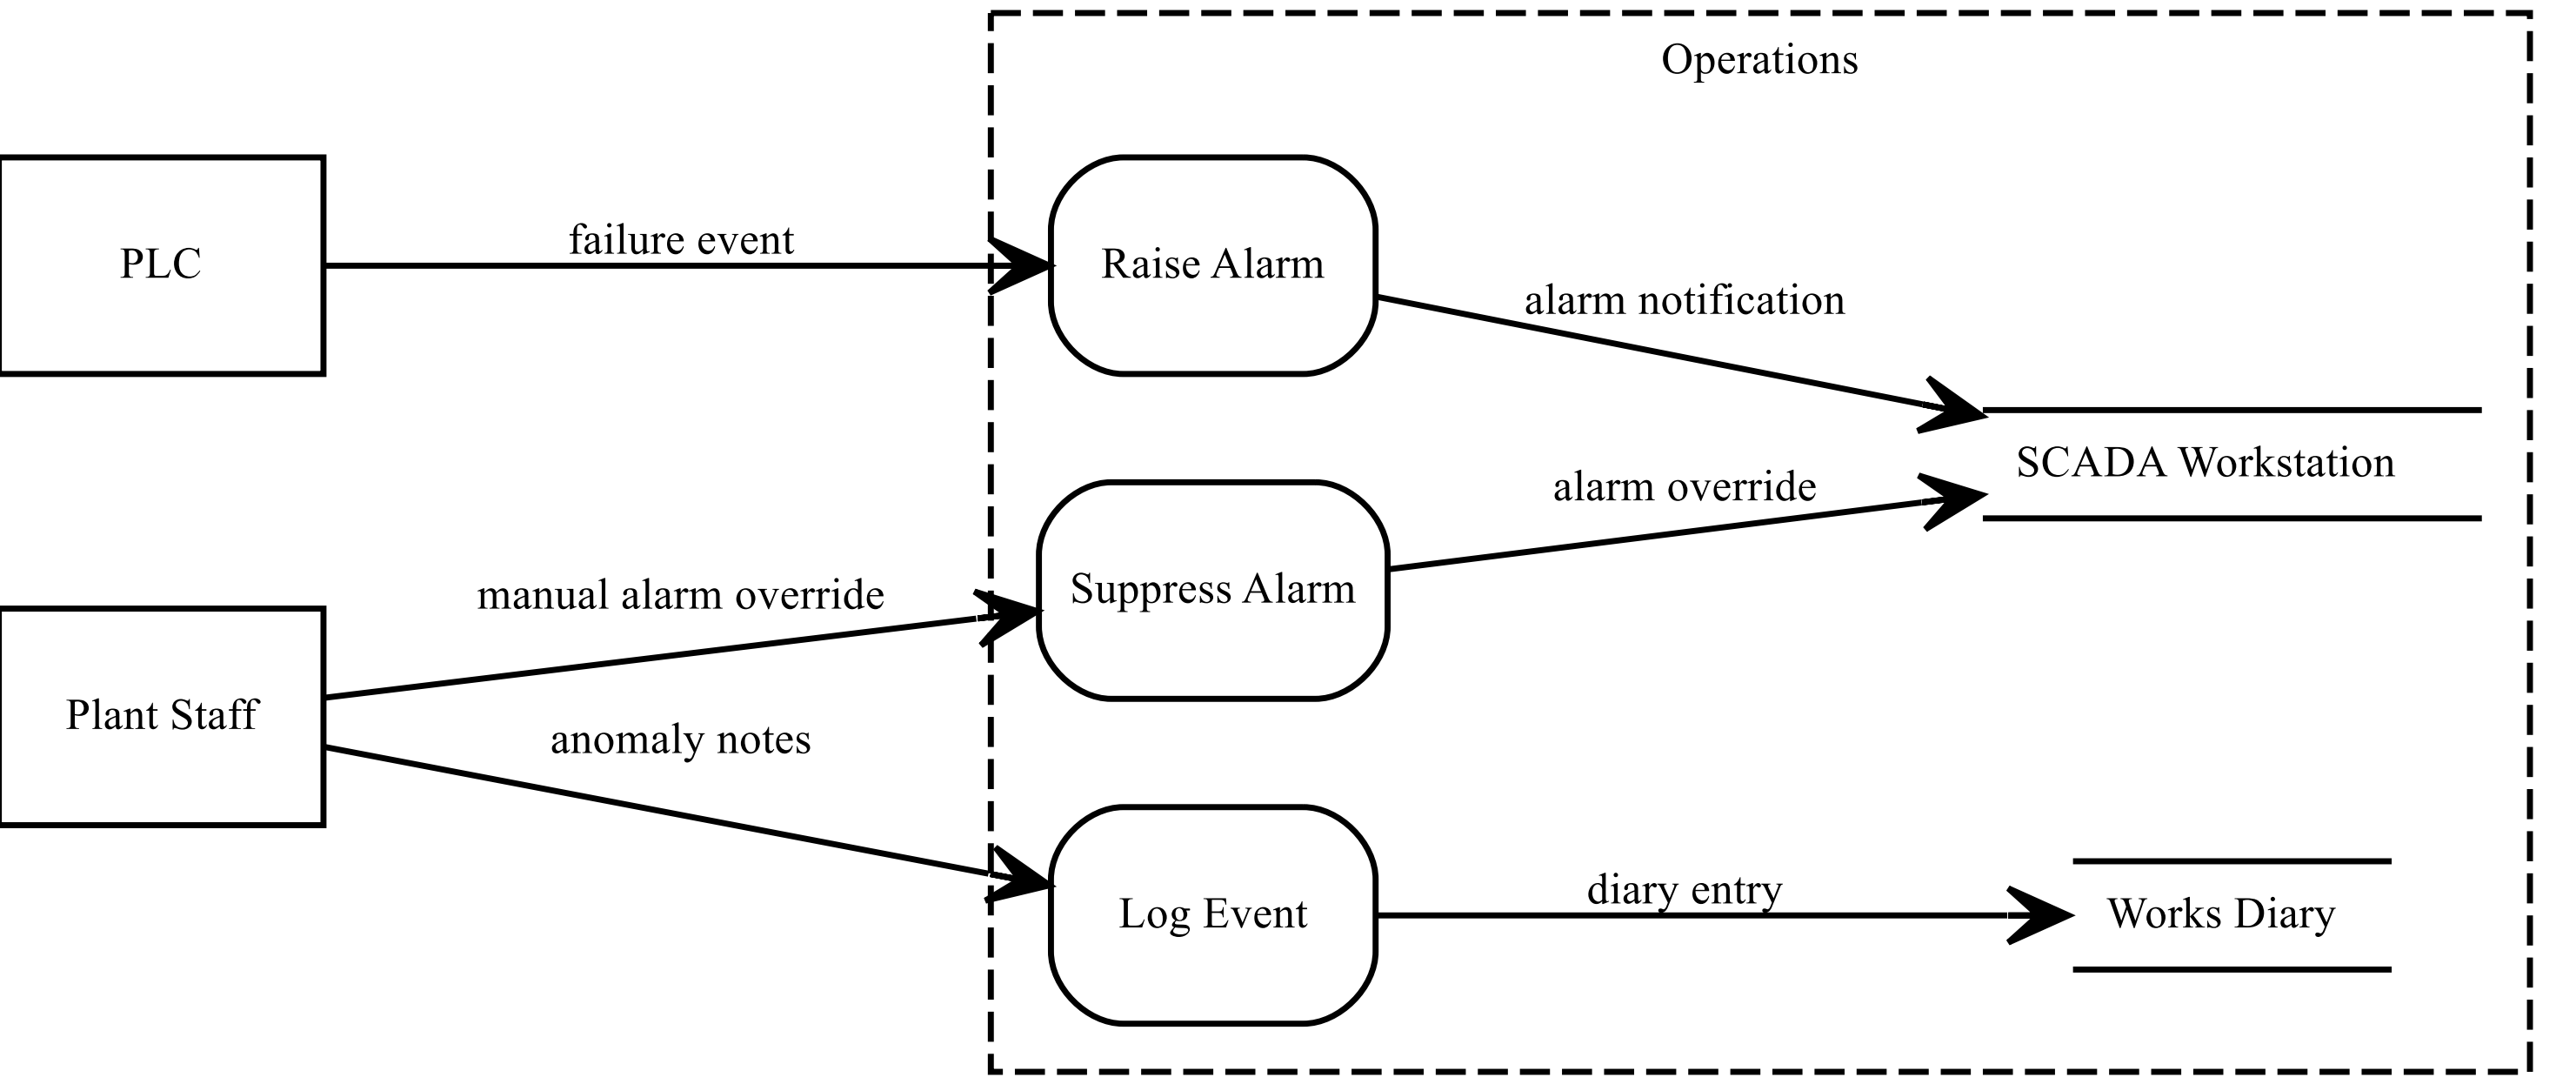 Operations
PLC
failure event
Raise Alarm
alarm notification
SCADA Workstation
alarm override
Suppress Alarm
manual alarm override
Plant Staff
anomaly notes
Log Event
diary entry
Works Diary